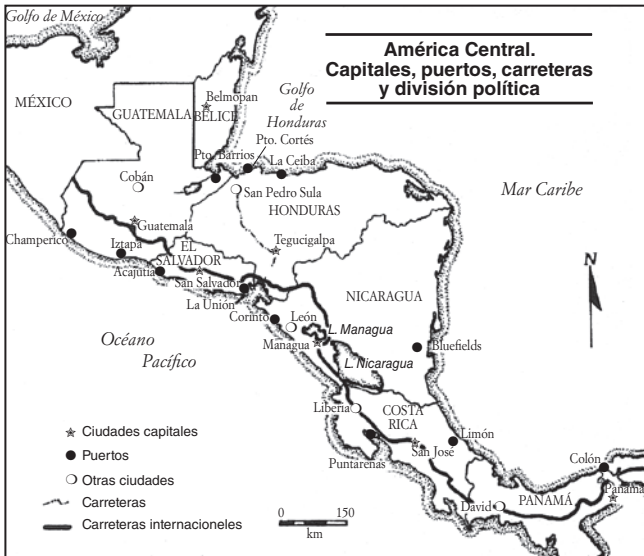 Golfo de México
América Central.
Capitales, puertos, carreteras
y división política
MÉXICO
GUATEMALA
BELICE
Belmopan
Golfo
de
Honduras
Pto. Cortés
Pto. Barrios
La Ceiba
Cobán
San Pedro Sula
HONDURAS
Mar Caribe
Guatemala
Champerico
Iztapa
EL
SALVADOR
Tegucigalpa
Acajutla
San Salvador
La Unión
NICARAGUA
N
Corinto
León
L. Managua
Managua
Océano
Pacífico
L. Nicaragua
Bluefields
Liberia
COSTA
RICA
Limón
San José
Puntarenas
Colón
Panamá
PANAMÁ
David
Ciudades capitales
Puertos
Otras ciudades
Carreteras
Carreteras internecioneles
0 150
km